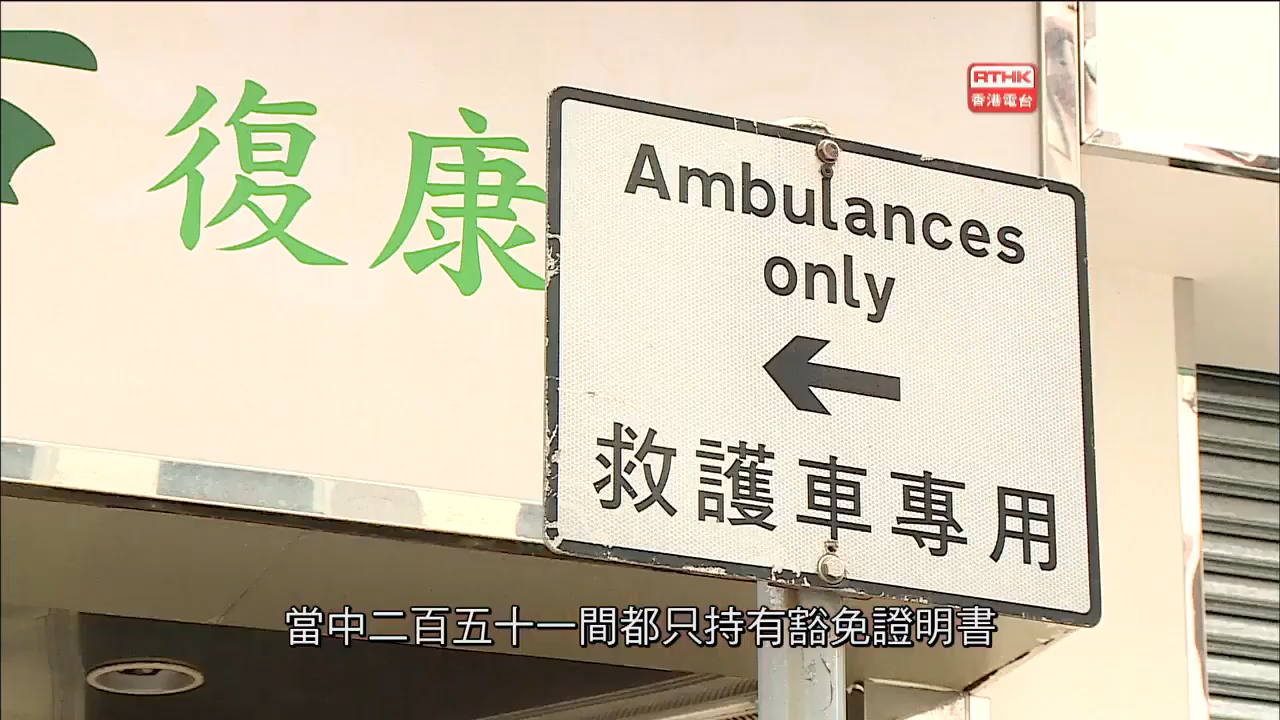 RTHK
香港電台
復康
Ambulances
only
救護車專用
當中二百五十一間都只持有豁免證明書